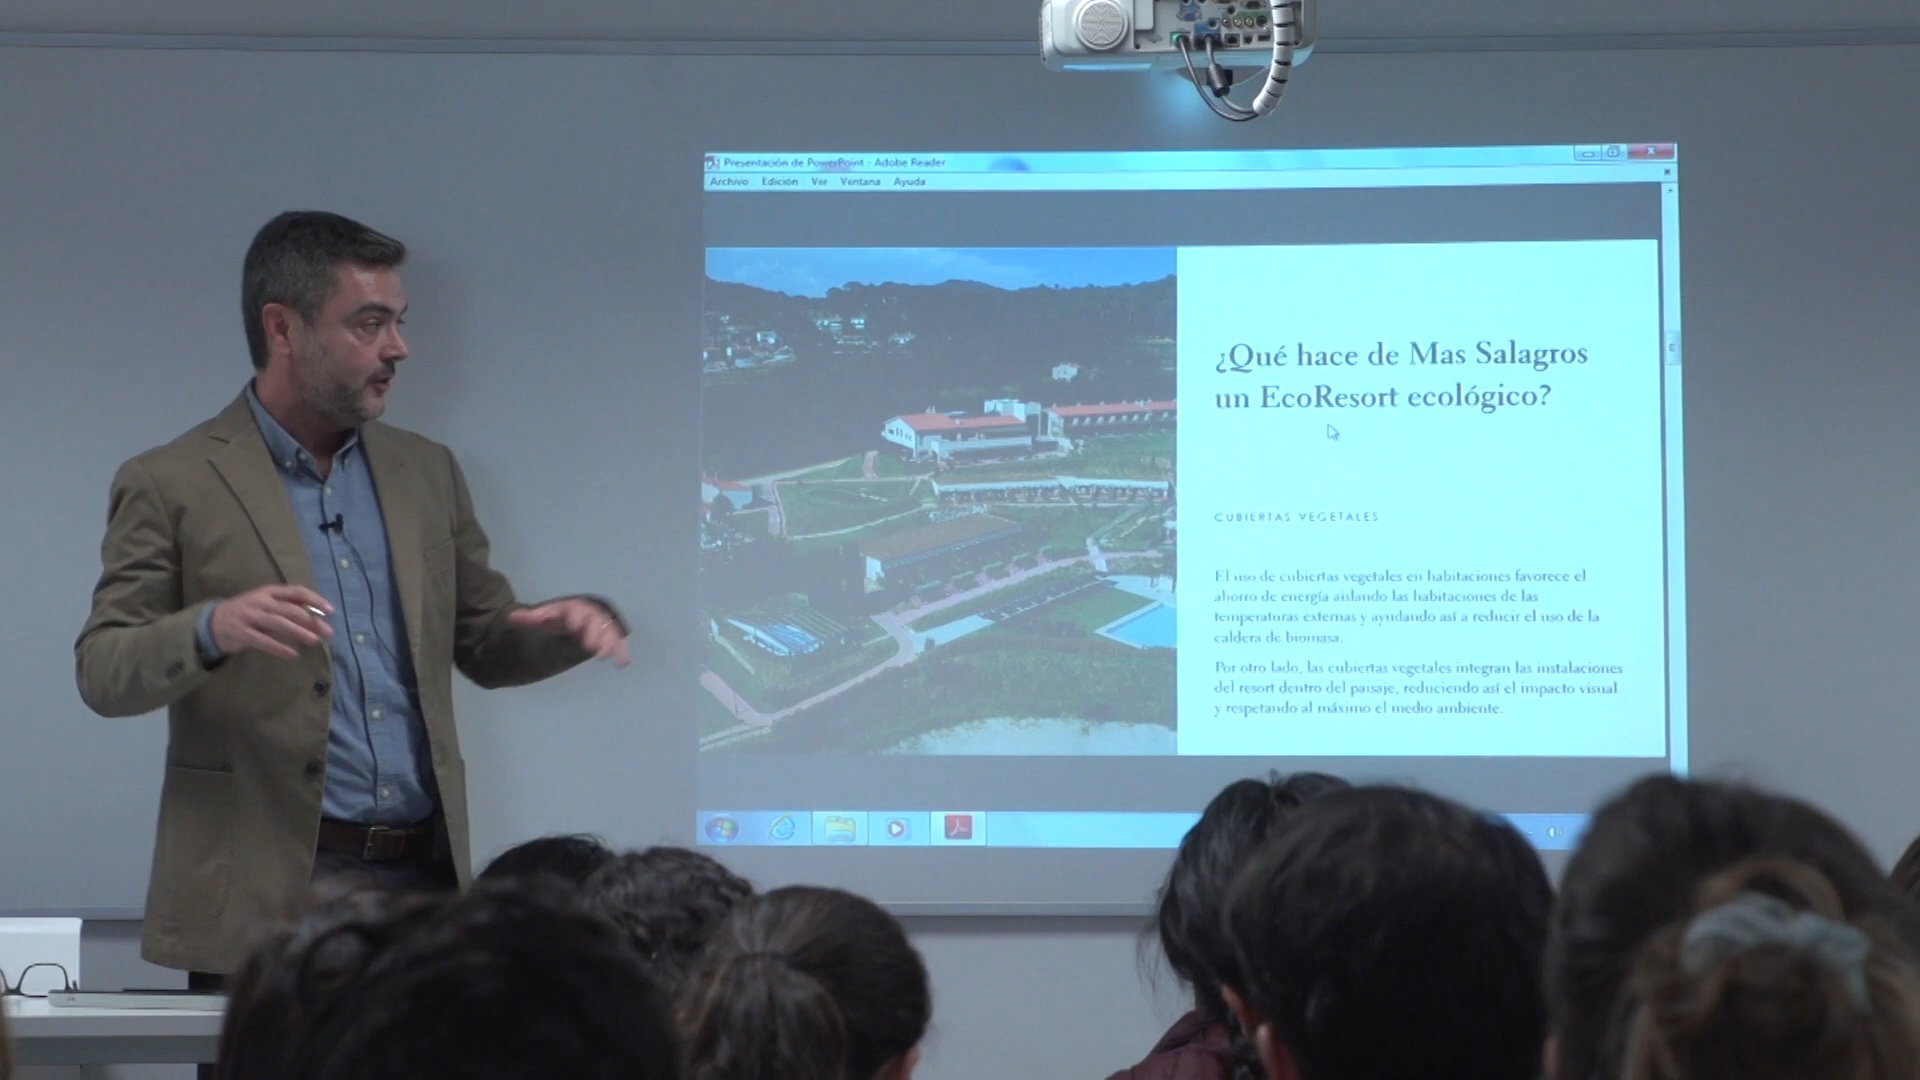 Presentación de PowerPoint - Adobe Reader
Archivo Edición Ver Ventana Ayuda
¿Qué hace de Mas Salagros
un EcoResort ecológico?
CUBIERTAS VEGETALES
El uso de cubiertas vegetales en habitaciones favorece el
ahorro de energía aislando las habitaciones de las
temperaturas externas y ayudando así a reducir el uso de la
caldera de biomasa.
Por otro lado, las cubiertas vegetales integran las instalaciones
del resort dentro del paisaje, reduciendo así el impacto visual
y respetando al máximo el medio ambiente.